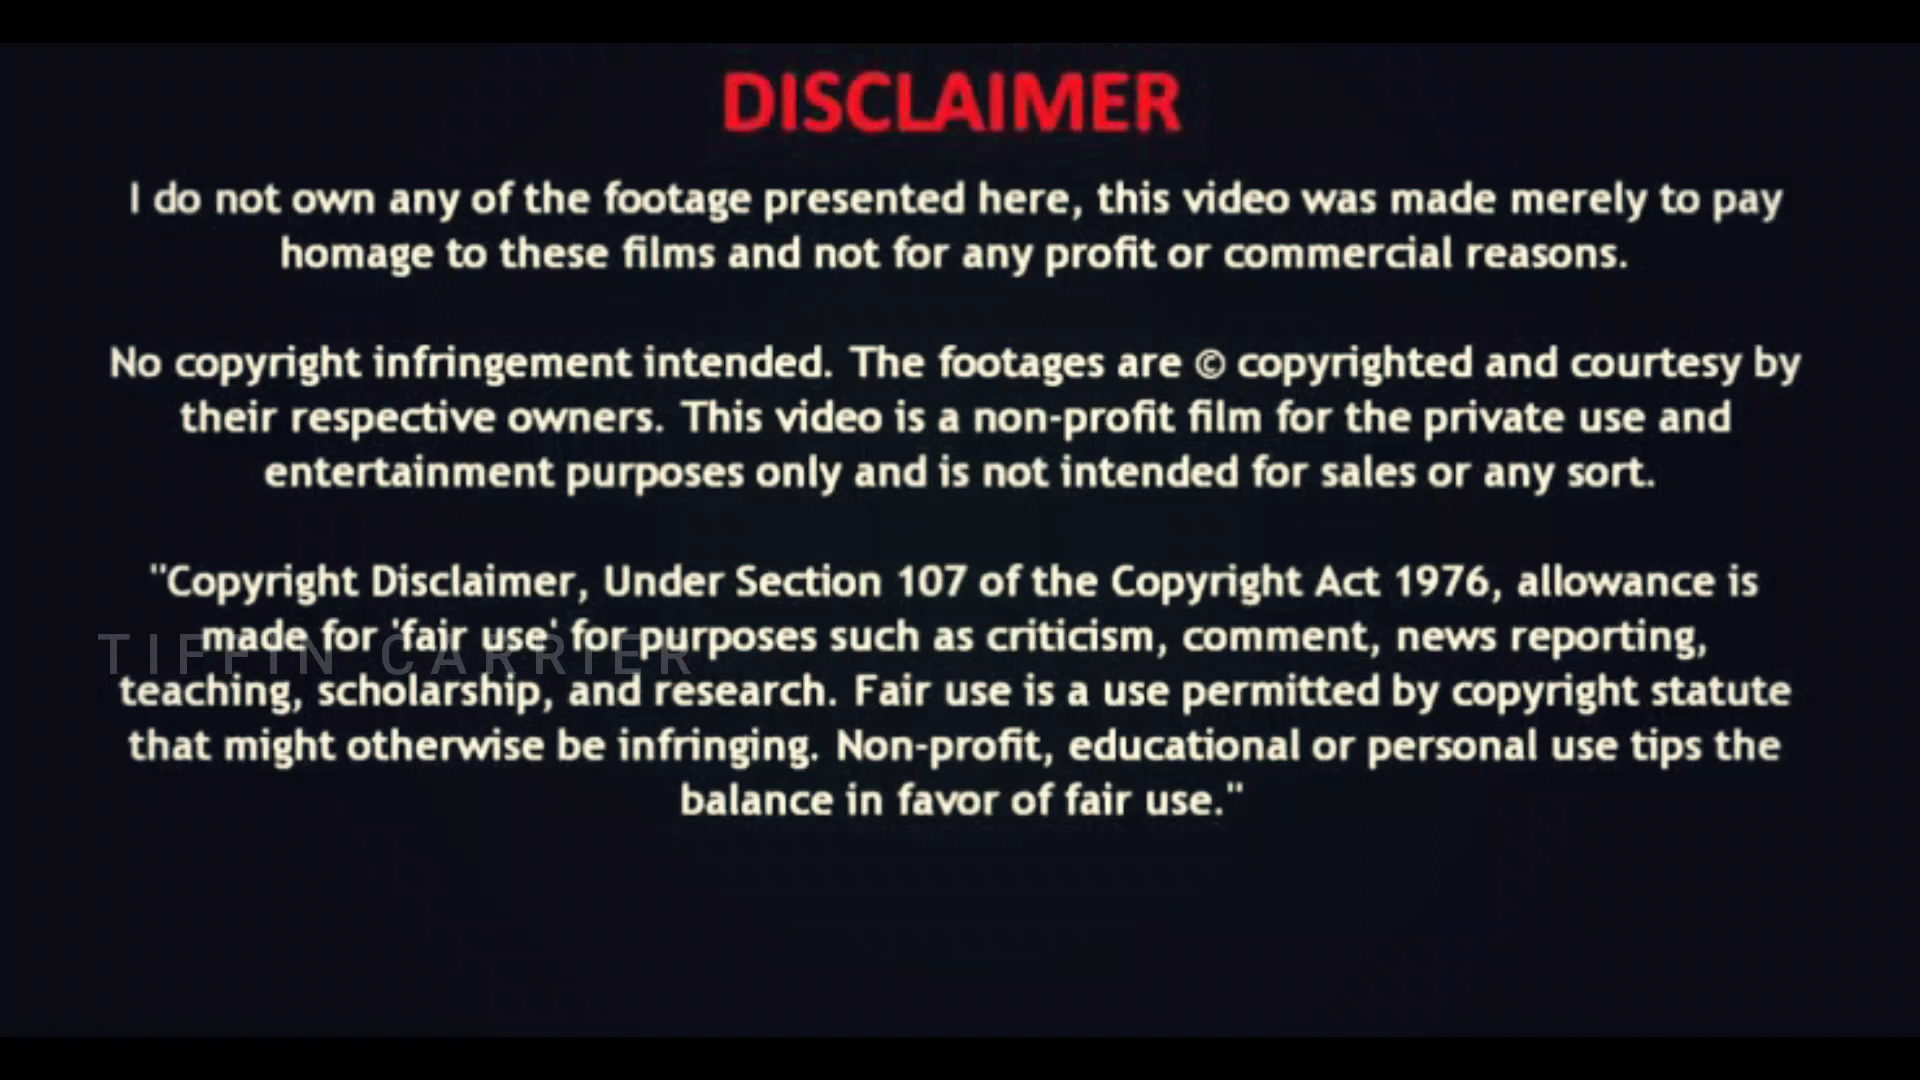 DISCLAIMER
I do not own any of the footage presented here, this video was made merely to pay
homage to these films and not for any profit or commercial reasons.
No copyright infringement intended. The footages are © copyrighted and courtesy by
their respective owners. This video is a non-profit film for the private use and
entertainment purposes only and is not intended for sales or any sort.
"Copyright Disclaimer, Under Section 107 of the Copyright Act 1976, allowance is
made for 'fair use' for purposes such as criticism, comment, news reporting,
TIFFIN CARRIER
teaching, scholarship, and research. Fair use is a use permitted by copyright statute
that might otherwise be infringing. Non-profit, educational or personal use tips the
balance in favor of fair use."